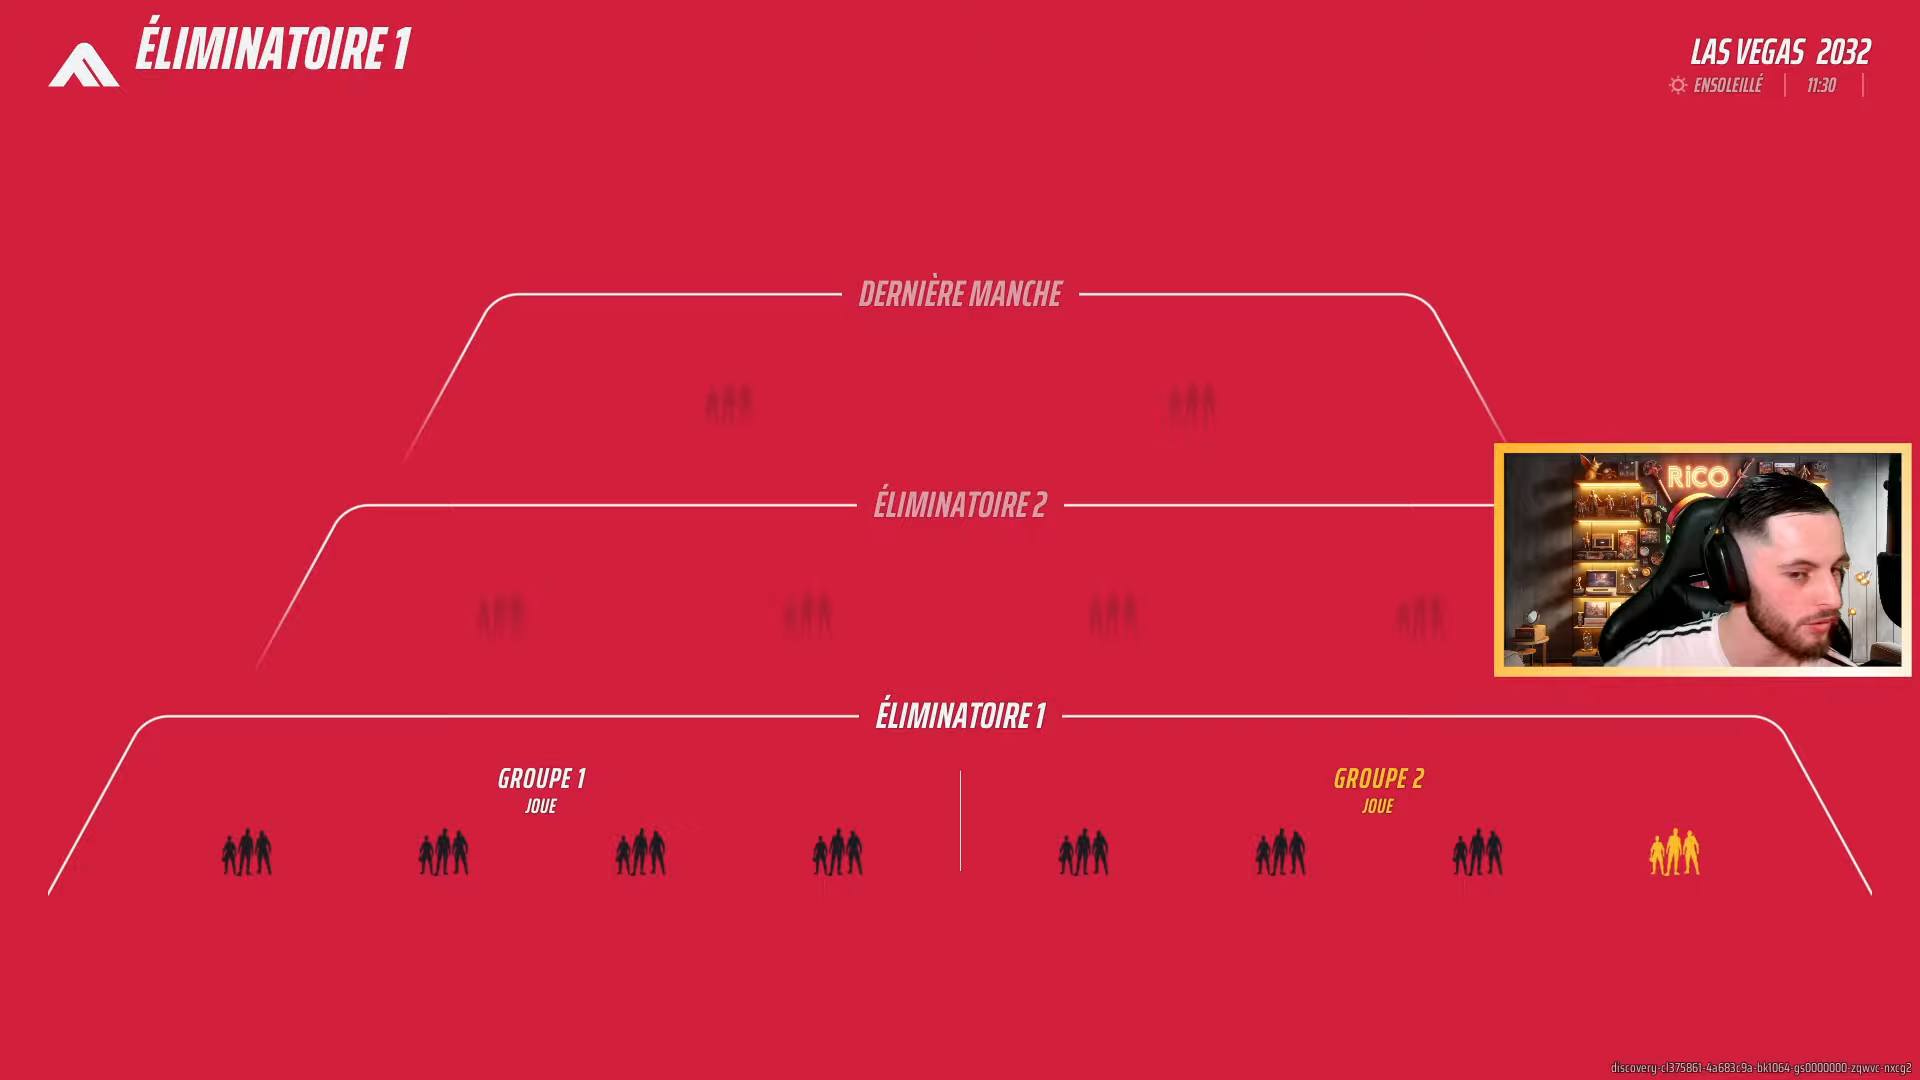 ÉLIMINATOIRE 1
LAS VEGAS 2032
ENSOLEILLÉ
11:30
DERNIÈRE MANCHE
ÉLIMINATOIRE 2
RiCO
ÉLIMINATOIRE 1
GROUPE 1
JOUE
GROUPE 2
JOUE
discovery-cl375861-4a683c9a-bk1064-gs0000000-zqwvc-nxcg2